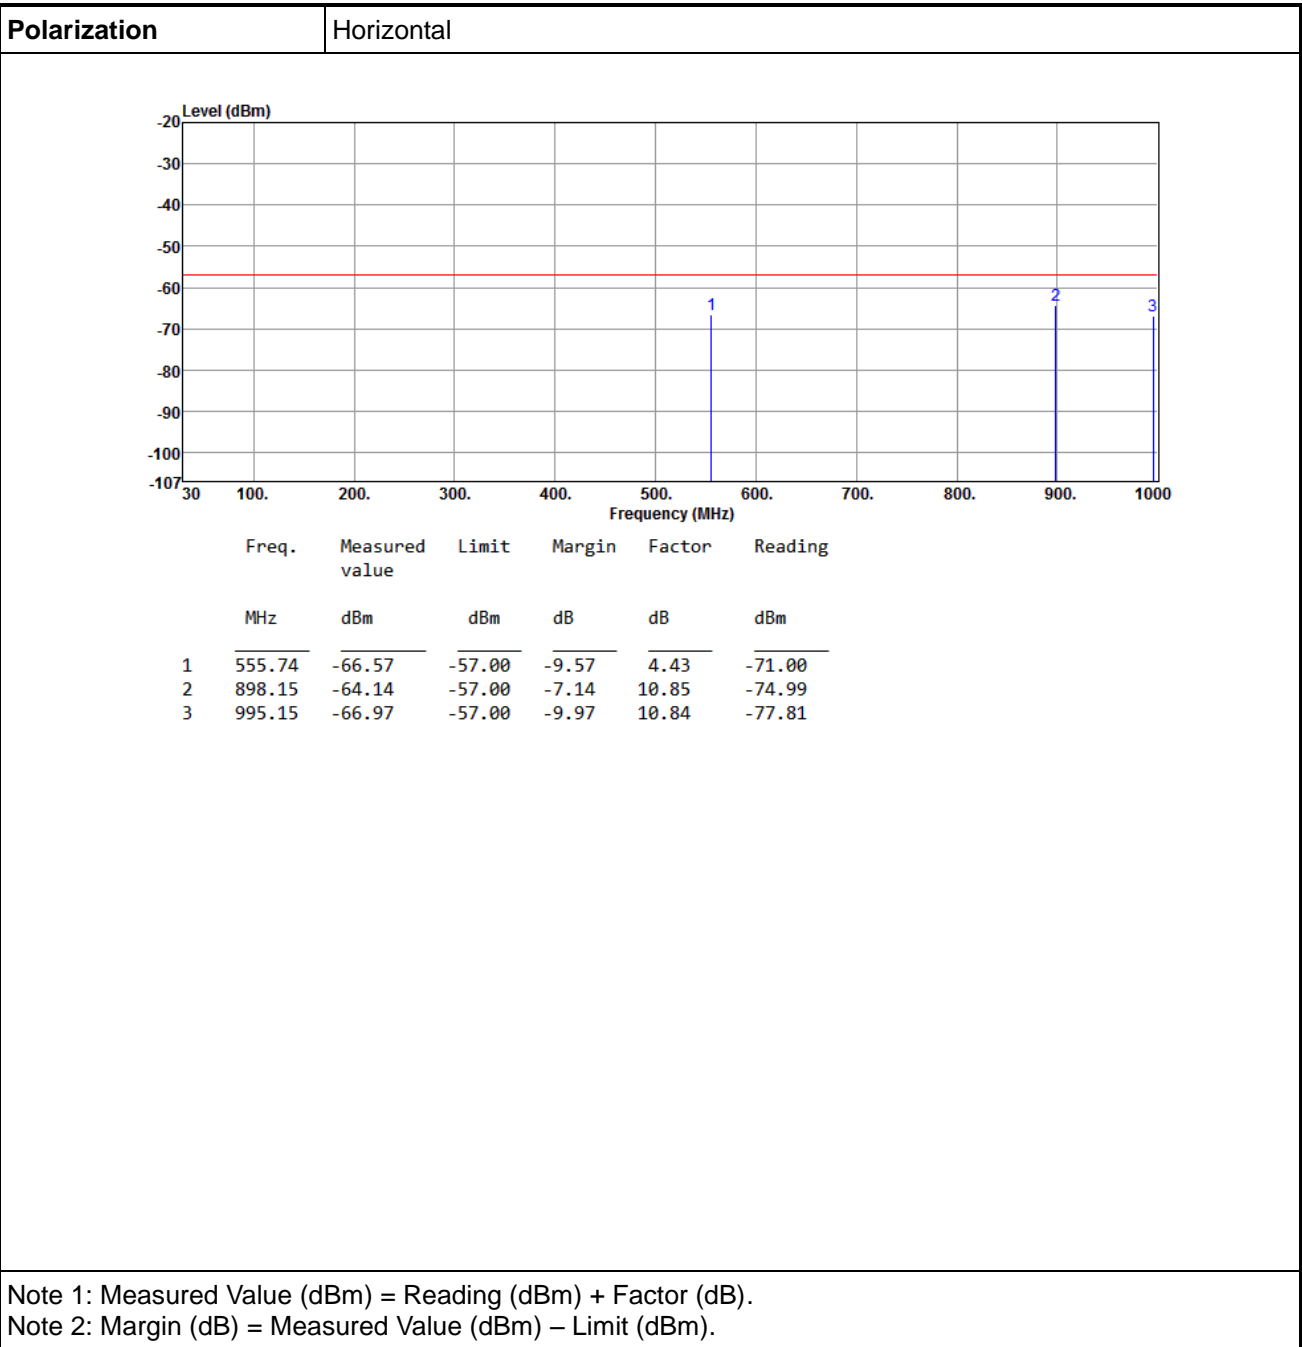 Polarization Horizontal
Level (dBm)
-20
-30
-40
-50
-60
-70
-80
-90
-100
-107
1 2 3
30 100. 200. 300. 400. 500. 600. 700. 800. 900. 1000
Frequency (MHz)
Freq. Measured Limit Margin Factor Reading
value
MHz dBm dBm dB dB dBm
1 555.74 -66.57 -57.00 -9.57 4.43 -71.00
2 898.15 -64.14 -57.00 -7.14 10.85 -74.99
3 995.15 -66.97 -57.00 -9.97 10.84 -77.81
Note 1: Measured Value (dBm) = Reading (dBm) + Factor (dB).
Note 2: Margin (dB) = Measured Value (dBm) – Limit (dBm).